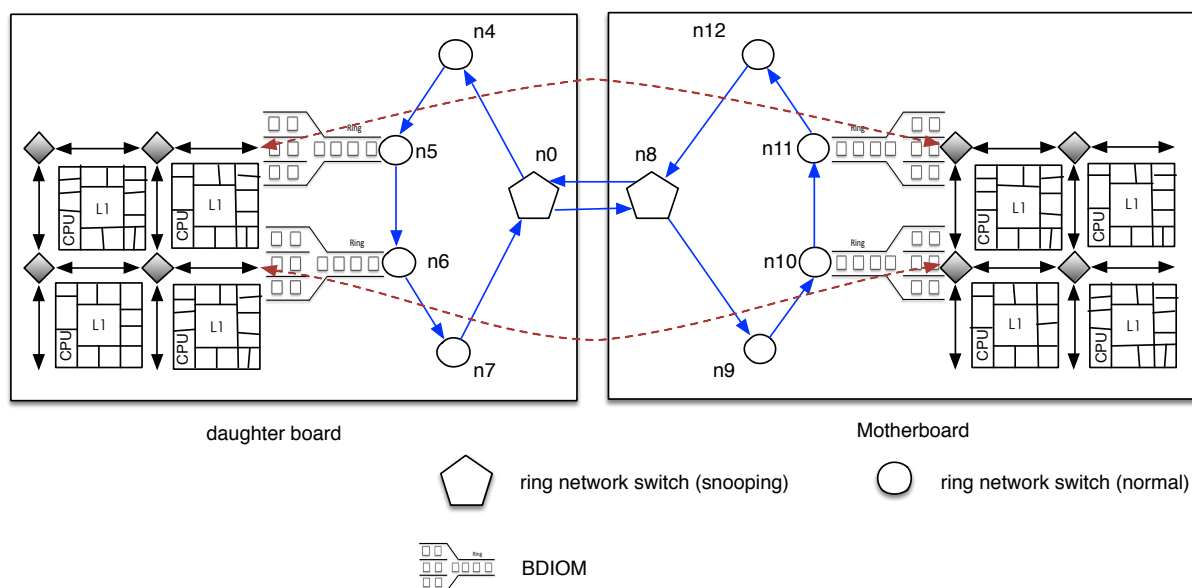 n4
n12
Ring
n5
n0
n8
n11
Ring
L1
CPU
L1
CPU
L1
CPU
L1
CPU
Ring
n6
n10
Ring
L1
CPU
L1
CPU
n7
n9
L1
CPU
L1
CPU
daughter board
Motherboard
ring network switch (snooping)
ring network switch (normal)
Ring
BDIOM